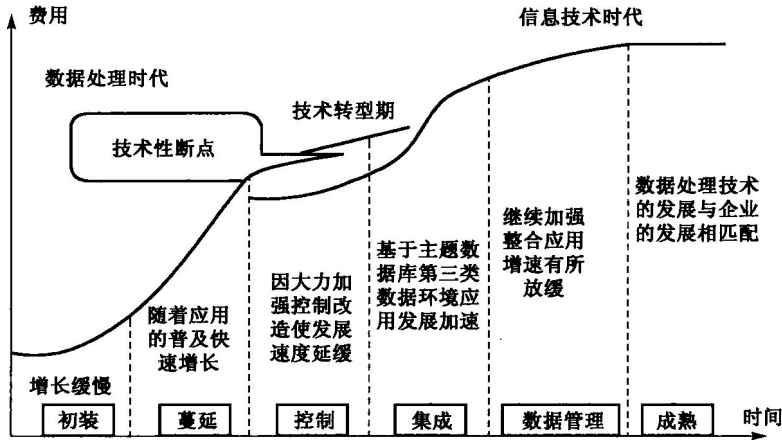 费用
信息技术时代
数据处理时代
技术转型期
技术性断点
增长缓慢
随着应用
的普及快
速增长
因大力加
强控制改
造使发展
速度延缓
基于主题数
据库第三类
数据环境应
用发展加速
继续加强
整合应用
增速有所
放缓
数据处理技术
的发展与企业
的发展相匹配
初装
蔓延
控制
集成
数据管理
成熟
时间